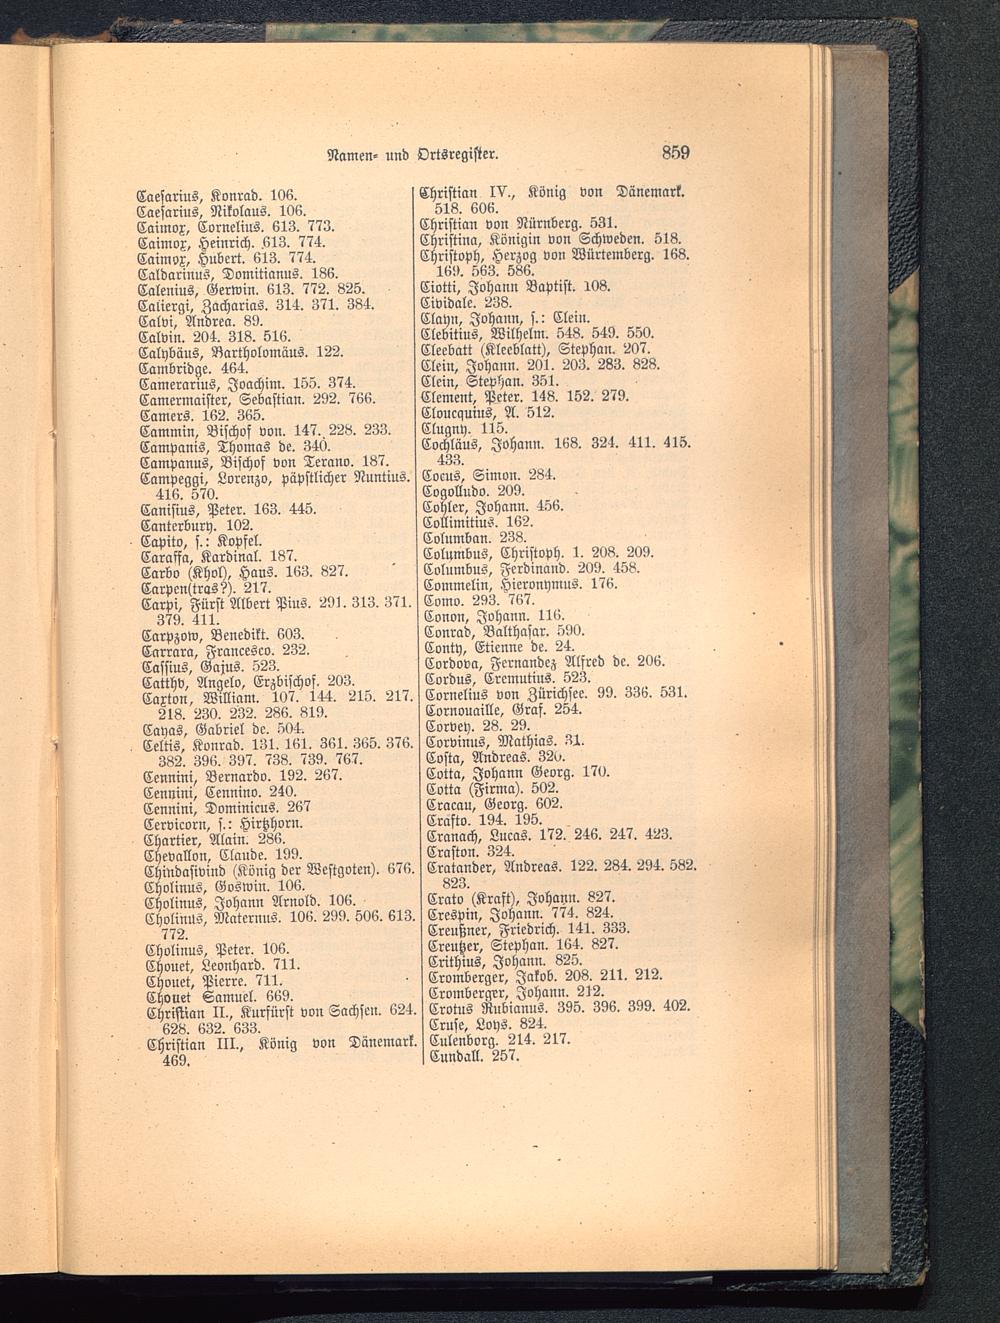 Namen- und Ortsregister. 859
Caesarius, Konrad. 106.
Caesarius, Nikolaus. 106.
Caimox, Cornelius. 613. 773.
Caimox, Heinrich. 613. 774.
Caimox, Hubert. 613. 774.
Caldarinus, Domitianus. 186.
Calenius, Gerwin. 613. 772. 825.
Caliergi, Zacharias. 314. 371. 384.
Calvi, Andrea. 89.
Calvin. 204. 318. 516.
Calybäus, Bartholomäus. 122.
Cambridge. 464.
Camerarius, Joachim. 155. 374.
Camermaister, Sebastian. 292. 766.
Camers. 162. 365.
Cammin, Bischof von. 147. 228. 233.
Campanis, Thomas de. 340.
Campanus, Bischof von Terano. 187.
Campeggi, Lorenzo, päpstlicher Nuntius.
416. 570.
Canisius, Peter. 163. 445.
Canterbury. 102.
Capito, s.: Kopfel.
Caraffa, Kardinal. 187.
Carbo (Khol), Hans. 163. 827.
Carpen(tras?). 217.
Carpi, Fürst Albert Pius. 291. 313. 371.
379. 411.
Carpzow, Benedikt. 603.
Carrara, Francesco. 232.
Cassius, Gajus. 523.
Catthb, Angelo, Erzbischof. 203.
Caxton, William. 107. 144. 215. 217.
218. 230. 232. 286. 819.
Cayas, Gabriel de. 504.
Celtis, Konrad. 131. 161. 361. 365. 376.
382. 396. 397. 738. 739. 767.
Cennini, Bernardo. 192. 267.
Cennini, Cennino. 240.
Cennini, Dominicus. 267
Cervicorn, s.: Hirtzhorn.
Chartier, Alain. 286.
Chevallon, Claude. 199.
Chindasivind (König der Westgoten). 676.
Cholinus, Goswin. 106.
Cholinus, Johann Arnold. 106.
Cholinus, Maternus. 106. 299. 506. 613.
772.
Cholinus, Peter. 106.
Chouet, Leonhard. 711.
Chouet, Pierre. 711.
Chouet Samuel. 669.
Christian II., Kurfürst von Sachsen. 624.
628. 632. 633.
Christian III., König von Dänemark.
469.
Christian IV., König von Dänemark.
518. 606.
Christian von Nürnberg. 531.
Christina, Königin von Schweden. 518.
Christoph, Herzog von Würtemberg. 168.
169. 563. 586.
Ciotti, Johann Baptist. 108.
Cividale. 238.
Clayn, Johann, s.: Clein.
Clebitius, Wilhelm. 548. 549. 550.
Cleebatt (Kleeblatt), Stephan. 207.
Clein, Johann. 201. 203. 283. 828.
Clein, Stephan. 351.
Clement, Peter. 148. 152. 279.
Cloucquius, A. 512.
Clugny. 115.
Cochläus, Johann. 168. 324. 411. 415.
433.
Cocus, Simon. 284.
Cogolludo. 209.
Cohler, Johann. 456.
Collimitius. 162.
Columban. 238.
Columbus, Christoph. 1. 208. 209.
Columbus, Ferdinand. 209. 458.
Commelin, Hieronymus. 176.
Como. 293. 767.
Conon, Johann. 116.
Conrad, Balthasar. 590.
Conty, Etienne de. 24.
Cordova, Fernandez Alfred de. 206.
Cordus, Cremutius. 523.
Cornelius von Zürichsee. 99. 336. 531.
Cornouaille, Graf. 254.
Corvey. 28. 29.
Corvinus, Mathias. 31.
Costa, Andreas. 320.
Cotta, Johann Georg. 170.
Cotta (Firma). 502.
Cracau, Georg. 602.
Crafto. 194. 195.
Cranach, Lucas. 172. 246. 247. 423.
Craston. 324.
Cratander, Andreas. 122. 284. 294. 582.
823.
Crato (Kraft), Johann. 827.
Crespin, Johann. 774. 824.
Creußner, Friedrich. 141. 333.
Creutzer, Stephan. 164. 827.
Crithius, Johann. 825.
Cromberger, Jakob. 208. 211. 212.
Cromberger, Johann. 212.
Crotus Rubianus. 395. 396. 399. 402.
Cruse, Loys. 824.
Culenborg. 214. 217.
Cundall. 257.